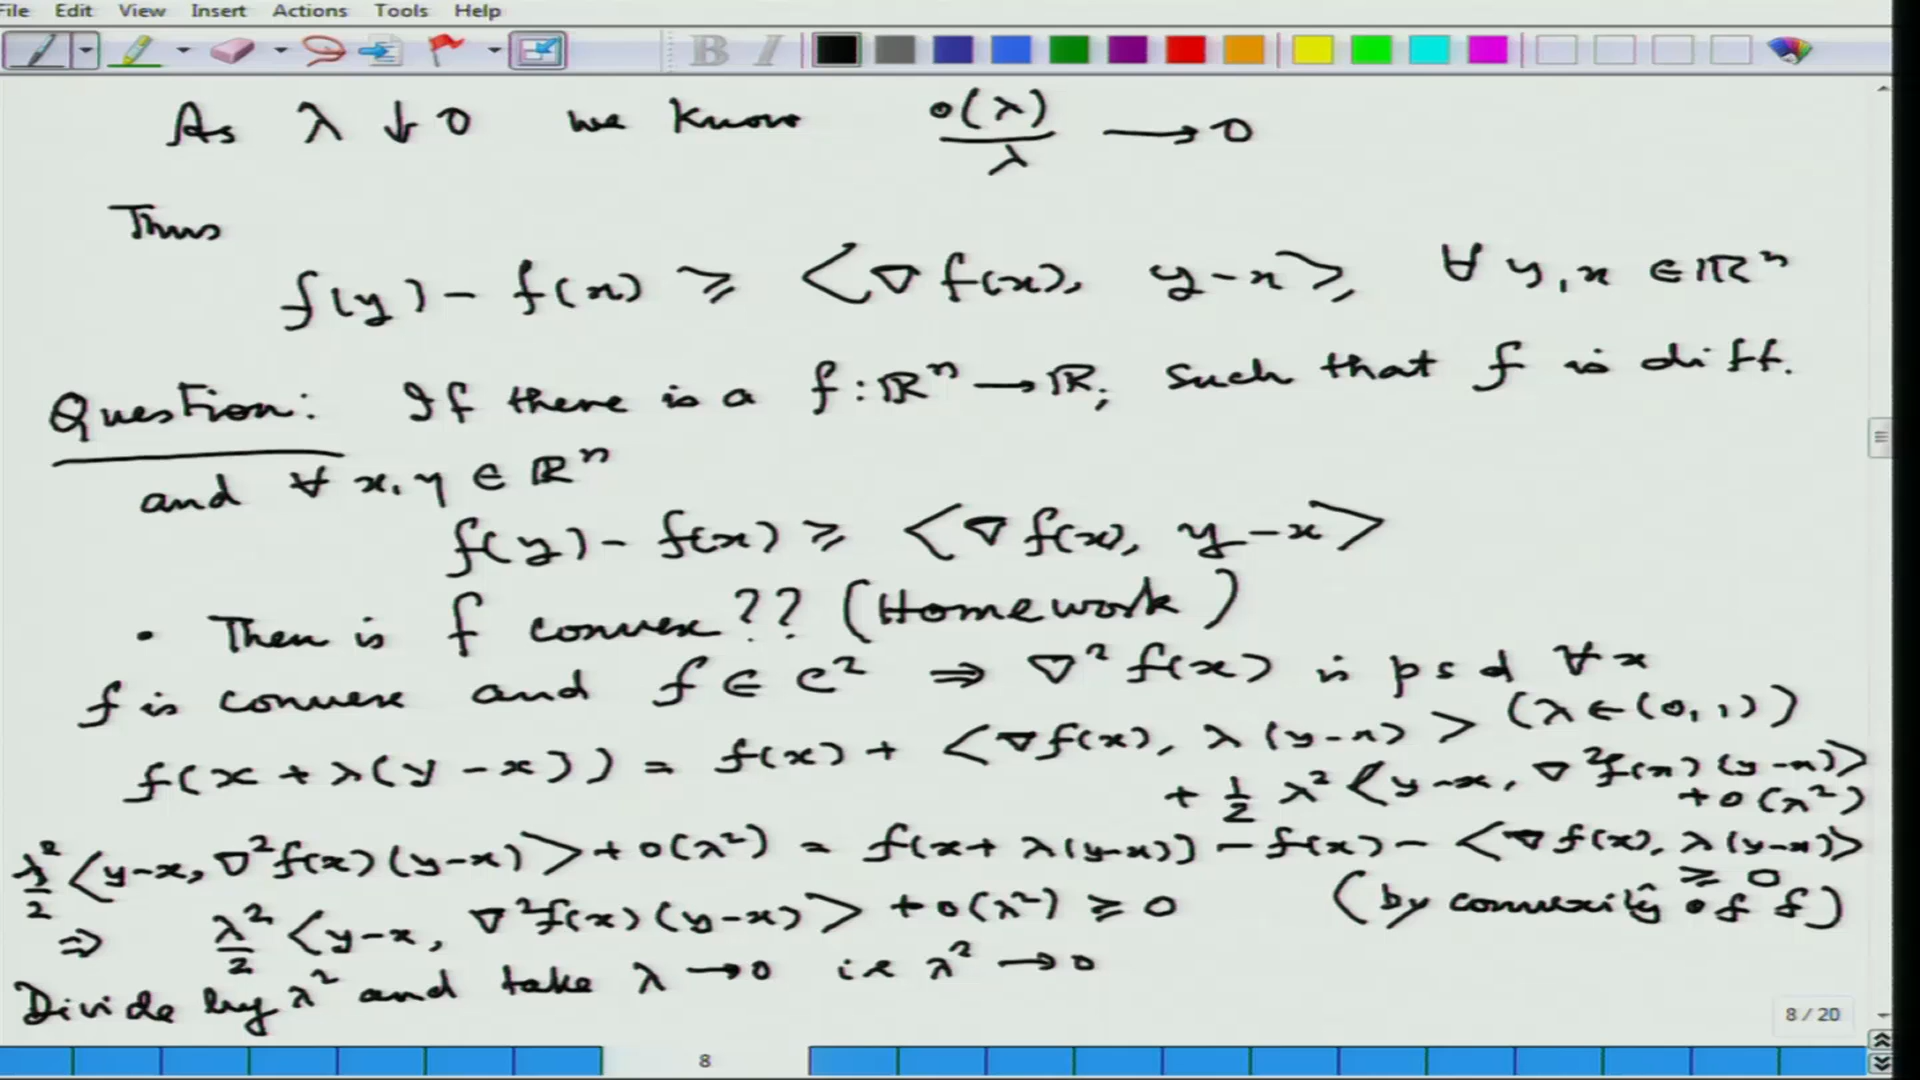 File Edit View Insert Actions Tools Help
B I
As λ ↓ 0 we know o(λ)/λ → 0
Thus
f(y) - f(x) ≥ <∇f(x), y-x>, ∀ y, x ∈ ℝⁿ
Question: If there is a f: ℝⁿ → ℝ, such that f is diff.
and ∀ x, y ∈ ℝⁿ
f(y) - f(x) ≥ <∇f(x), y-x>
• Then is f convex?? (Homework)
f is convex and f ∈ C² ⇒ ∇²f(x) is psd ∀x
f(x + λ(y-x)) = f(x) + <∇f(x), λ(y-x)> (λ ∈ (0,1))
+ 1/2 λ² <y-x, ∇²f(x)(y-x)>
+ o(λ²)
λ²/2 <y-x, ∇²f(x)(y-x)> + o(λ²) = f(x+λ(y-x)) - f(x) - <∇f(x), λ(y-x)>
≥ 0
⇒ λ²/2 <y-x, ∇²f(x)(y-x)> + o(λ²) ≥ 0 (by convexity of f)
Divide by λ² and take λ → 0 i.e λ² → 0
8 / 20
8